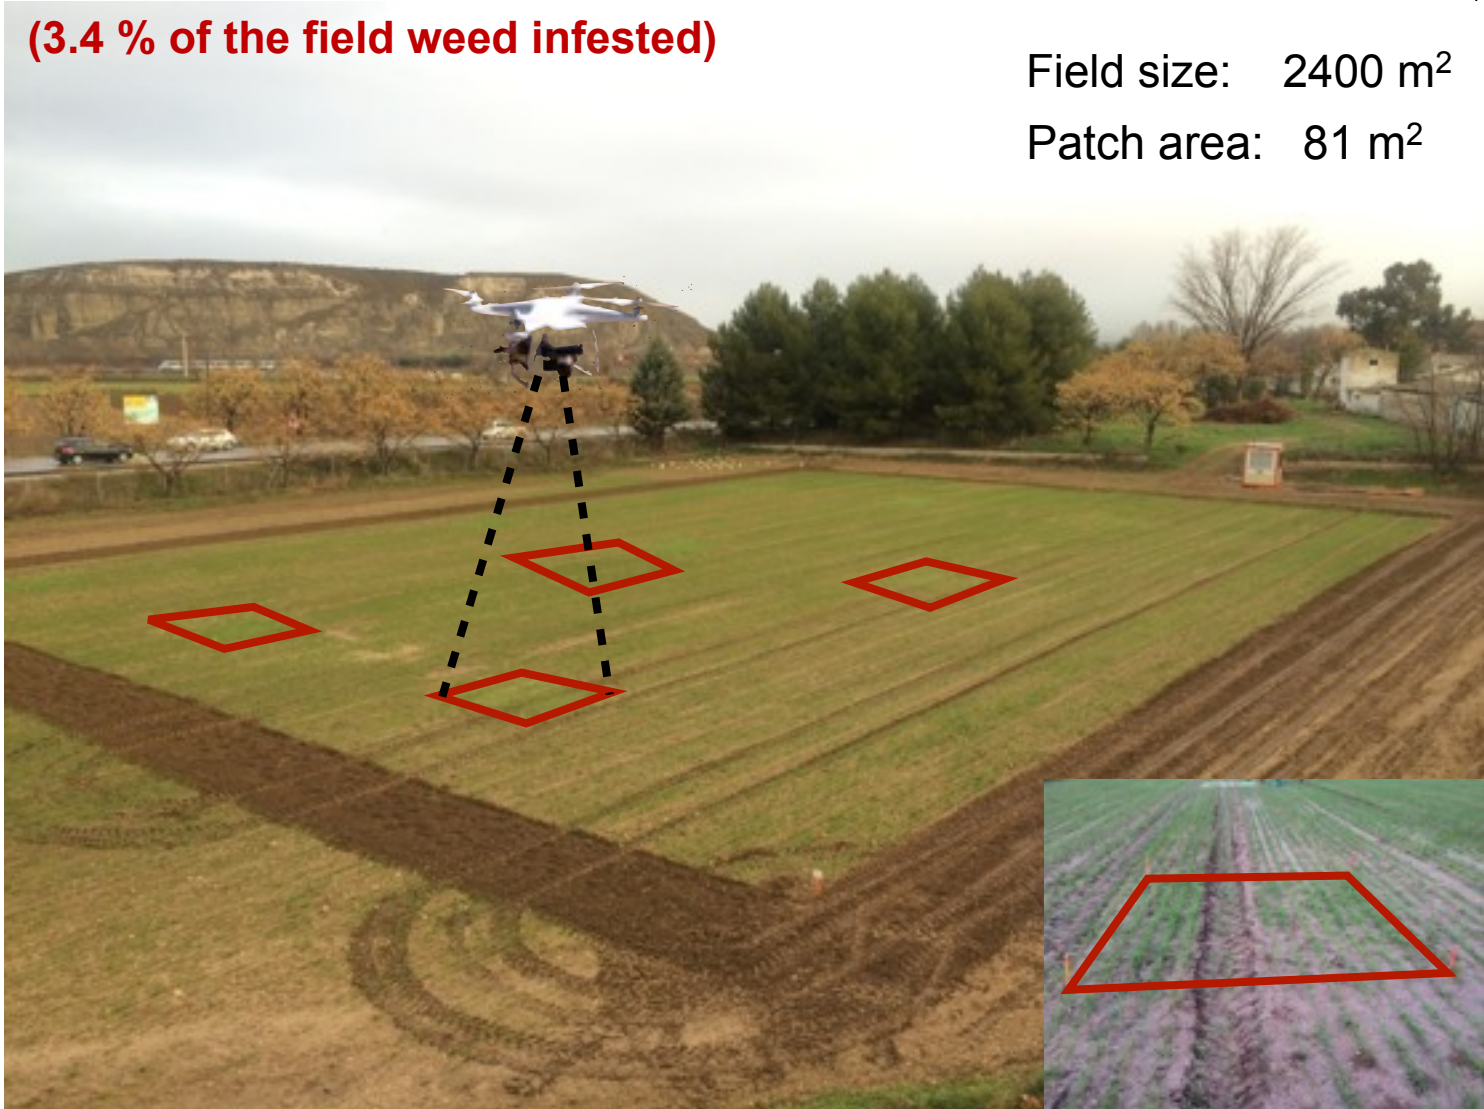 (3.4 % of the field weed infested)
Field size: 2400 m²
Patch area: 81 m²